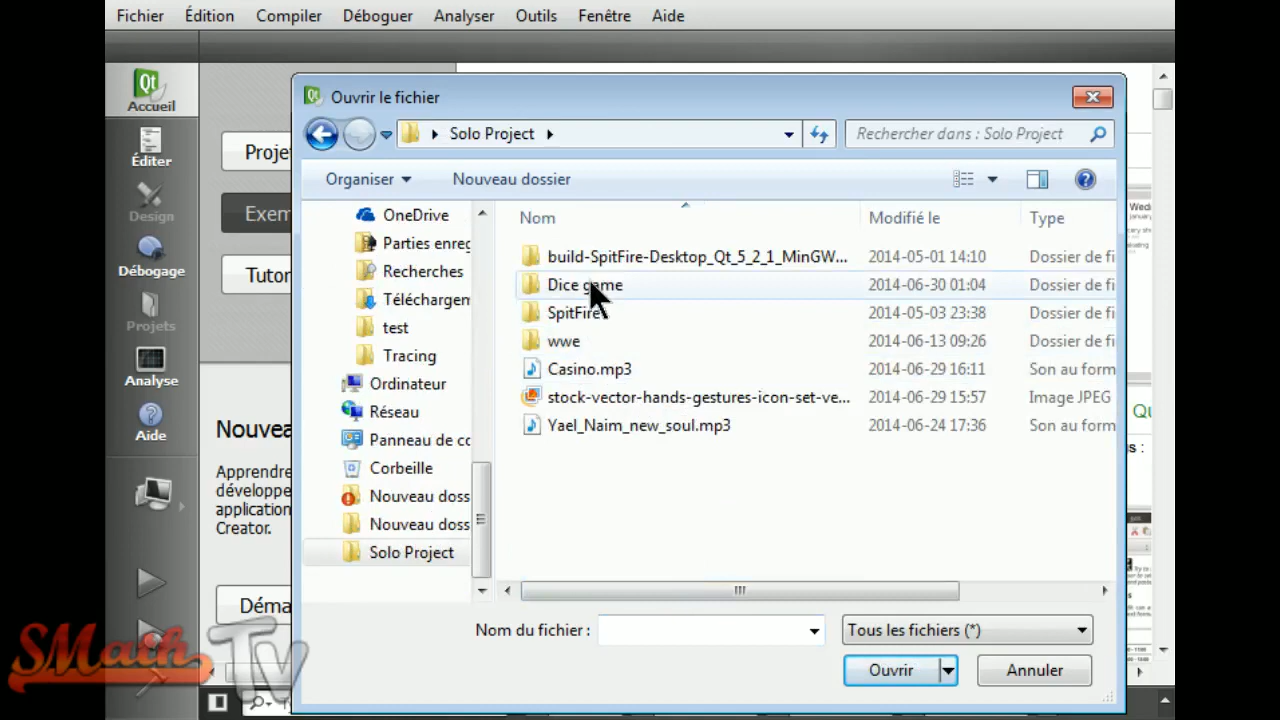 Fichier Édition Compiler Déboguer Analyser Outils Fenêtre Aide
Qt
Accueil
Éditer
Design
Débogage
Projets
Analyse
Aide
Ouvrir le fichier
Solo Project
Rechercher dans : Solo Project
Organiser Nouveau dossier
OneDrive
Parties enreg
Recherches
Téléchargem
test
Tracing
Ordinateur
Réseau
Panneau de co
Corbeille
Nouveau doss
Nouveau doss
Solo Project
Nom Modifié le Type
build-SpitFire-Desktop_Qt_5_2_1_MinGW... 2014-05-01 14:10 Dossier de fi
Dice game 2014-06-30 01:04 Dossier de fi
SpitFire 2014-05-03 23:38 Dossier de fi
wwe 2014-06-13 09:26 Dossier de fi
Casino.mp3 2014-06-29 16:11 Son au form
stock-vector-hands-gestures-icon-set-ve... 2014-06-29 15:57 Image JPEG
Yael_Naim_new_soul.mp3 2014-06-24 17:36 Son au form
Nom du fichier : Tous les fichiers (*)
Ouvrir Annuler
Projet
Exem
Tutor
Nouvea
Apprendre
développe
application
Creator.
Déma
SMath Tv